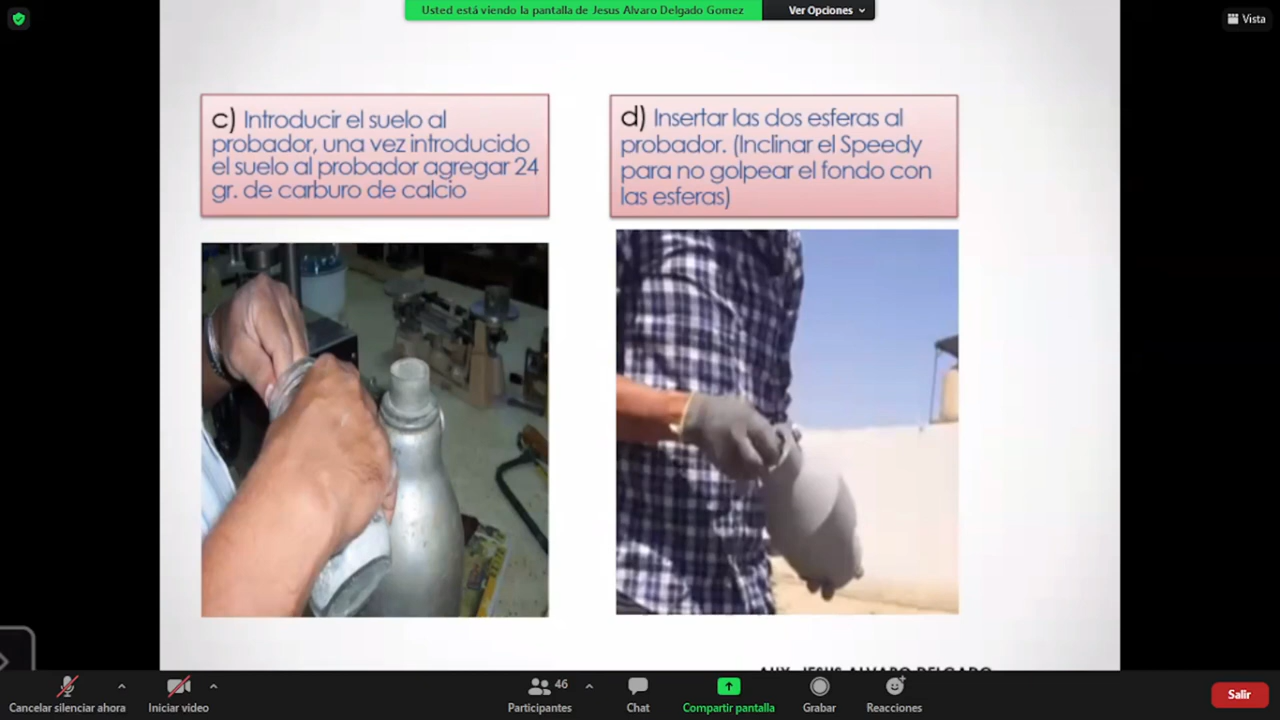 Usted está viendo la pantalla de Jesus Alvaro Delgado Gomez
Ver Opciones
Vista
c) Introducir el suelo al
probador, una vez introducido
el suelo al probador agregar 24
gr. de carburo de calcio
d) Insertar las dos esferas al
probador. (Inclinar el Speedy
para no golpear el fondo con
las esferas)
AUX. JESUS ALVARO DELGADO
Cancelar silenciar ahora
Iniciar video
46
Participantes
Chat
Compartir pantalla
Grabar
Reacciones
Salir